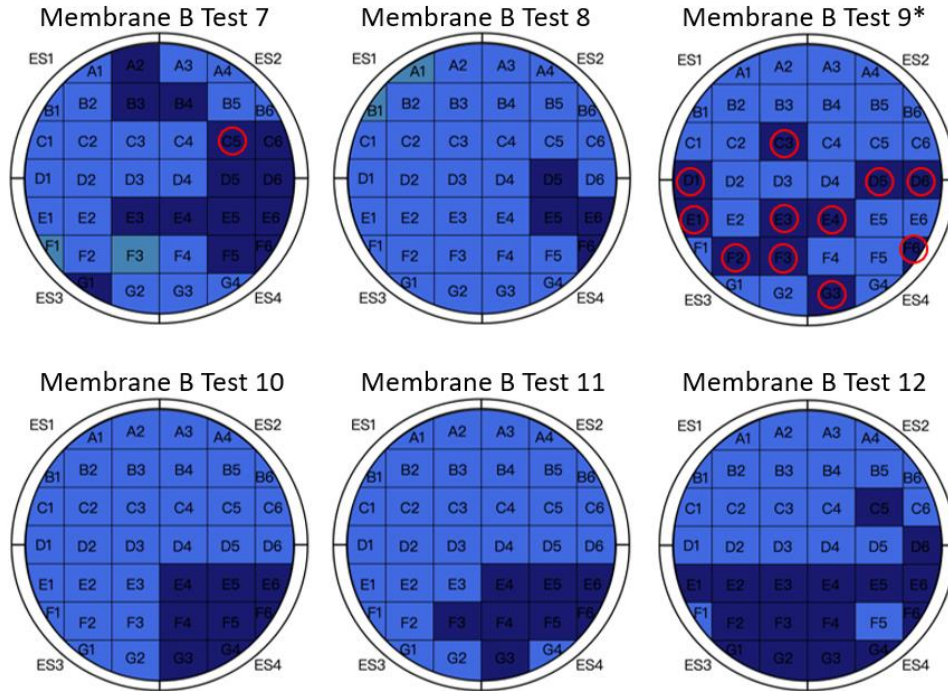 Membrane B Test 7
ES1 ES2
A1 A2 A3 A4
B1 B2 B3 B4 B5 B6
C1 C2 C3 C4 C5 C6
D1 D2 D3 D4 D5 D6
E1 E2 E3 E4 E5 E6
F1 F2 F3 F4 F5 F6
G1 G2 G3 G4
ES3 ES4
Membrane B Test 8
ES1 ES2
A1 A2 A3 A4
B1 B2 B3 B4 B5 B6
C1 C2 C3 C4 C5 C6
D1 D2 D3 D4 D5 D6
E1 E2 E3 E4 E5 E6
F1 F2 F3 F4 F5 F6
G1 G2 G3 G4
ES3 ES4
Membrane B Test 9*
ES1 ES2
A1 A2 A3 A4
B1 B2 B3 B4 B5 B6
C1 C2 C3 C4 C5 C6
D1 D2 D3 D4 D5 D6
E1 E2 E3 E4 E5 E6
F1 F2 F3 F4 F5 F6
G1 G2 G3 G4
ES3 ES4
Membrane B Test 10
ES1 ES2
A1 A2 A3 A4
B1 B2 B3 B4 B5 B6
C1 C2 C3 C4 C5 C6
D1 D2 D3 D4 D5 D6
E1 E2 E3 E4 E5 E6
F1 F2 F3 F4 F5 F6
G1 G2 G3 G4
ES3 ES4
Membrane B Test 11
ES1 ES2
A1 A2 A3 A4
B1 B2 B3 B4 B5 B6
C1 C2 C3 C4 C5 C6
D1 D2 D3 D4 D5 D6
E1 E2 E3 E4 E5 E6
F1 F2 F3 F4 F5 F6
G1 G2 G3 G4
ES3 ES4
Membrane B Test 12
ES1 ES2
A1 A2 A3 A4
B1 B2 B3 B4 B5 B6
C1 C2 C3 C4 C5 C6
D1 D2 D3 D4 D5 D6
E1 E2 E3 E4 E5 E6
F1 F2 F3 F4 F5 F6
G1 G2 G3 G4
ES3 ES4